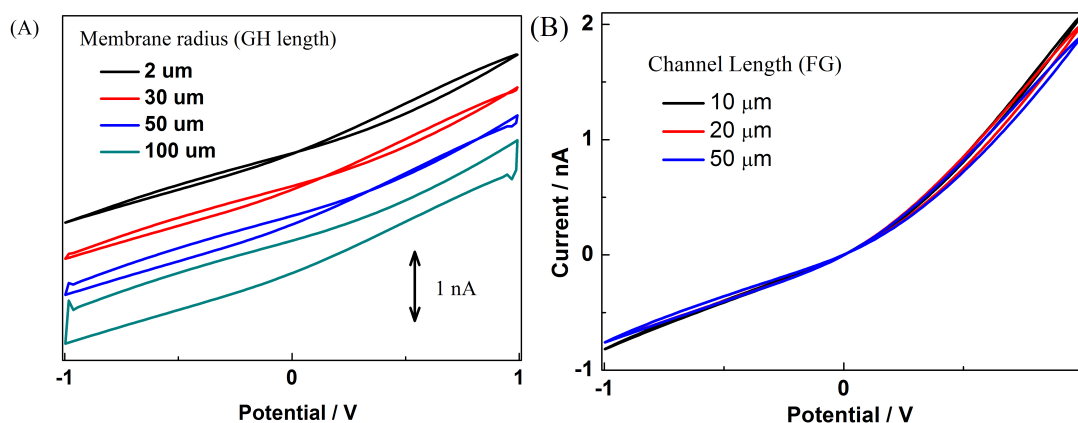 (A)
Membrane radius (GH length)
2 um
30 um
50 um
100 um
1 nA
-1
0
1
Potential / V
(B)
2
1
0
-1
Current / nA
Channel Length (FG)
10 μm
20 μm
50 μm
-1
0
Potential / V